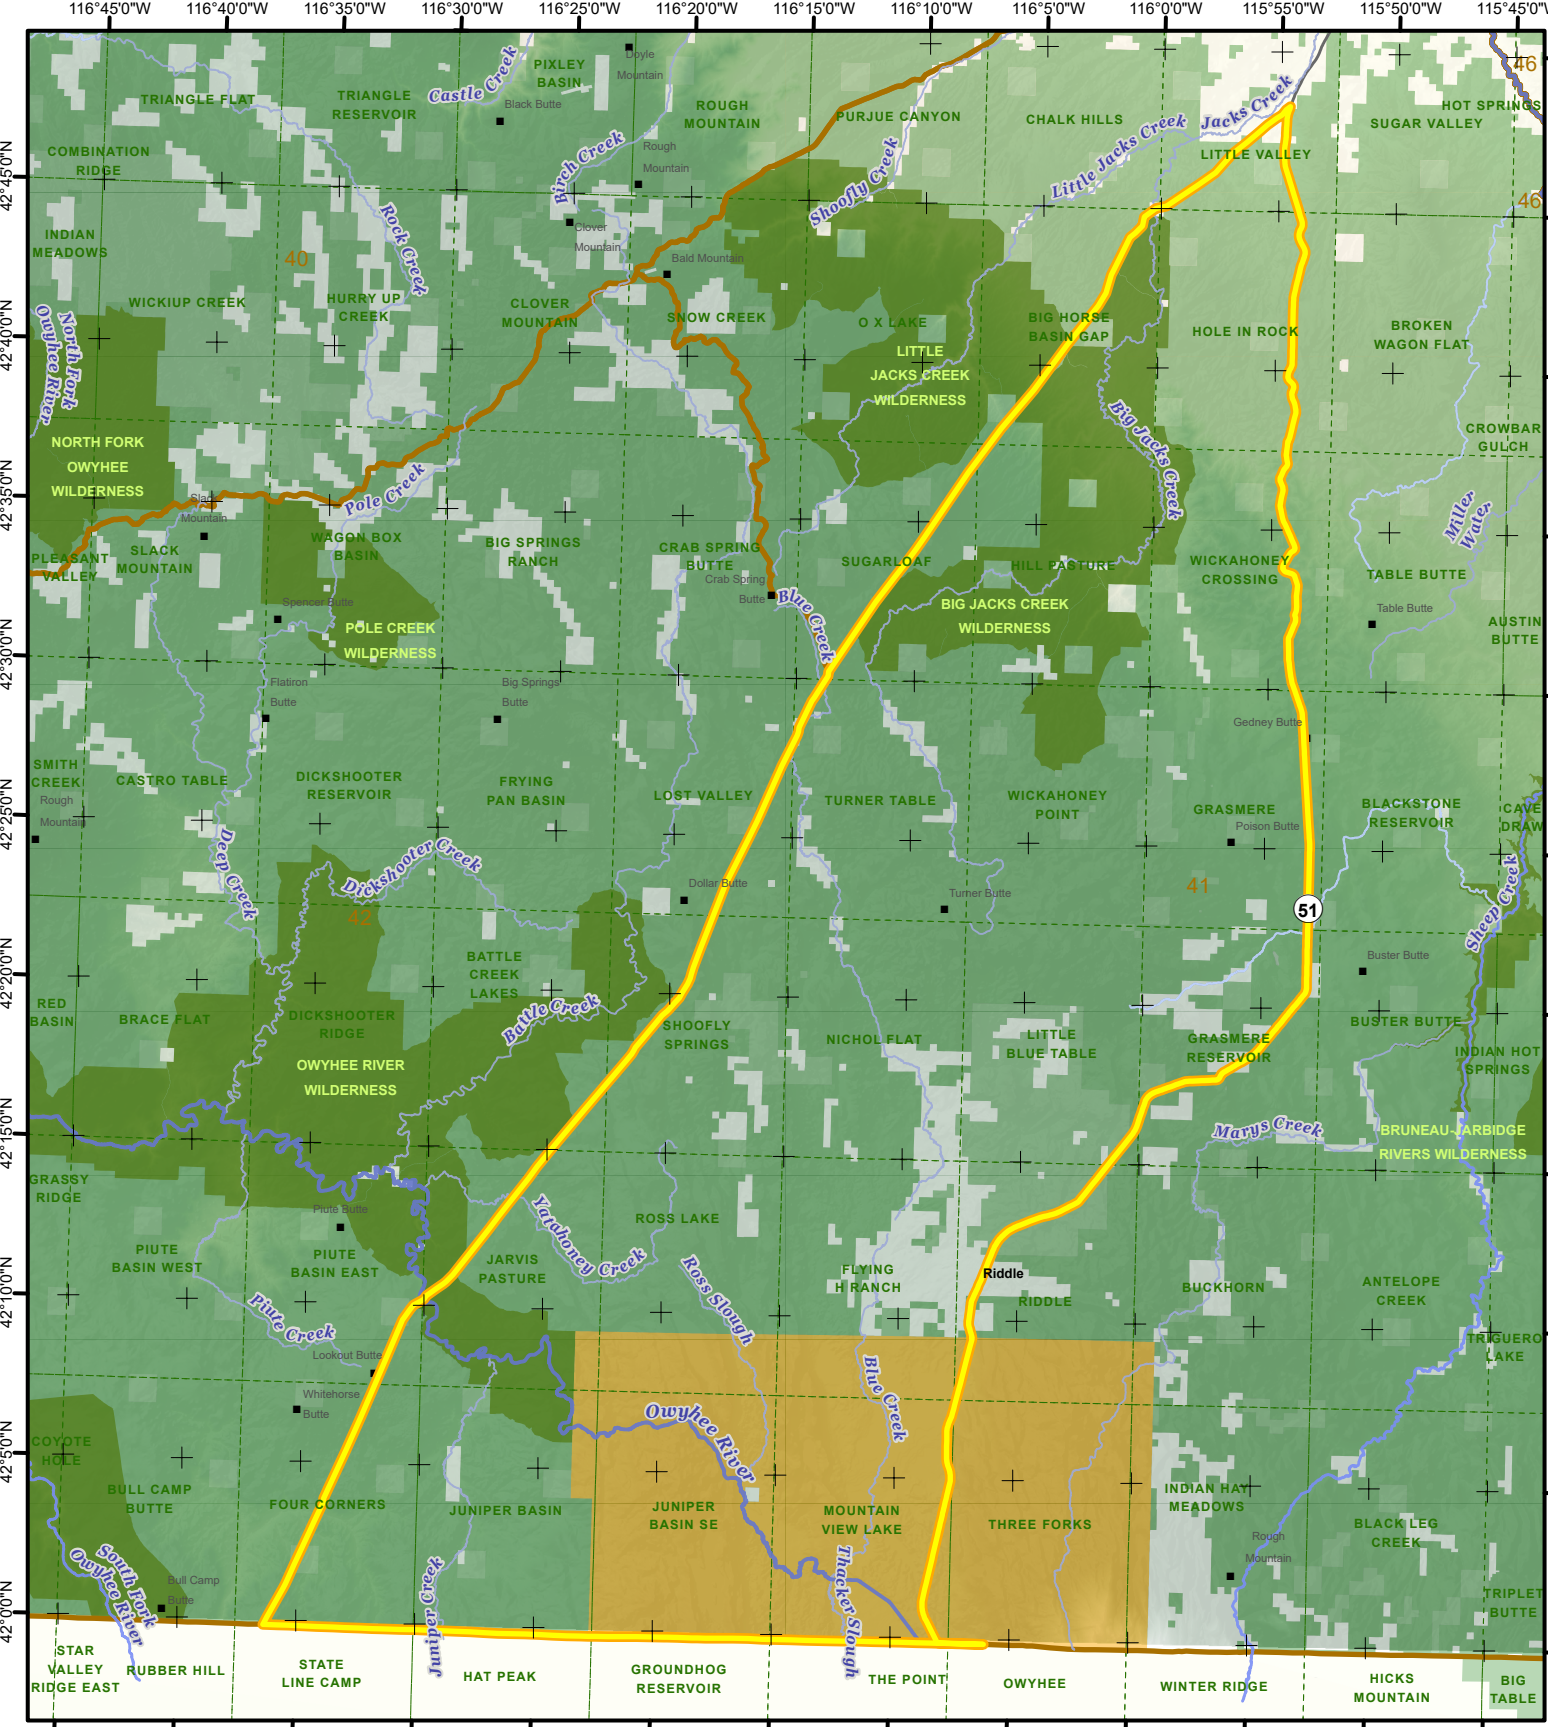 116°45'0"W
116°40'0"W
116°35'0"W
116°30'0"W
116°25'0"W
116°20'0"W
116°15'0"W
116°10'0"W
116°5'0"W
116°0'0"W
115°55'0"W
115°50'0"W
115°45'0"W
42°45'0"N
42°40'0"N
42°35'0"N
42°30'0"N
42°25'0"N
42°20'0"N
42°15'0"N
42°10'0"N
42°5'0"N
42°0'0"N
TRIANGLE FLAT
TRIANGLE
RESERVOIR
Castle Creek
PIXLEY
BASIN
Doyle
Mountain
Black Butte
ROUGH
MOUNTAIN
PURJUE CANYON
CHALK HILLS
Jacks Creek
Little Jacks Creek
LITTLE VALLEY
HOT SPRINGS
SUGAR VALLEY
46
46
COMBINATION
RIDGE
Birch Creek
Rough
Mountain
Shoofly Creek
INDIAN
MEADOWS
Rock Creek
40
Clover
Mountain
Bald Mountain
WICKIUP CREEK
HURRY UP
CREEK
CLOVER
MOUNTAIN
SNOW CREEK
O X LAKE
LITTLE
JACKS CREEK
WILDERNESS
BIG HORSE
BASIN GAP
HOLE IN ROCK
BROKEN
WAGON FLAT
North Fork
Owyhee River
NORTH FORK
OWYHEE
WILDERNESS
Big Jacks Creek
CROWBAR
GULCH
Pole Creek
Slack
Mountain
PLEASANT
VALLEY
SLACK
MOUNTAIN
WAGON BOX
BASIN
BIG SPRINGS
RANCH
CRAB SPRING
BUTTE
Crab Spring
Butte
Blue Creek
SUGARLOAF
HILL PASTURE
WICKAHONEY
CROSSING
Miller
Water
TABLE BUTTE
Table Butte
AUSTIN
BUTTE
Spencer Butte
POLE CREEK
WILDERNESS
BIG JACKS CREEK
WILDERNESS
Flatiron
Butte
Big Springs
Butte
Gedney Butte
SMITH
CREEK
Rough
Mountain
CASTRO TABLE
DICKSHOOTER
RESERVOIR
FRYING
PAN BASIN
LOST VALLEY
TURNER TABLE
WICKAHONEY
POINT
GRASMERE
Poison Butte
BLACKSTONE
RESERVOIR
CAVE
DRAW
Deep Creek
Dickshooter Creek
Dollar Butte
Turner Butte
41
51
Sheep Creek
42
BATTLE
CREEK
LAKES
Buster Butte
RED
BASIN
BRACE FLAT
DICKSHOOTER
RIDGE
Battle Creek
OWYHEE RIVER
WILDERNESS
SHOOFLY
SPRINGS
NICHOL FLAT
LITTLE
BLUE TABLE
GRASMERE
RESERVOIR
BUSTER BUTTE
INDIAN HOT
SPRINGS
Marys Creek
BRUNEAU-JARBIDGE
RIVERS WILDERNESS
GRASSY
RIDGE
Piute Butte
PIUTE
BASIN WEST
PIUTE
BASIN EAST
JARVIS
PASTURE
Yatahoney Creek
ROSS LAKE
Ross Slough
FLYING
H RANCH
Riddle
RIDDLE
BUCKHORN
ANTELOPE
CREEK
Piute Creek
Lookout Butte
Whitehorse
Butte
Owyhee River
Blue Creek
TRIGUERO
LAKE
COYOTE
HOLE
BULL CAMP
BUTTE
FOUR CORNERS
JUNIPER BASIN
JUNIPER
BASIN SE
MOUNTAIN
VIEW LAKE
THREE FORKS
INDIAN HAY
MEADOWS
BLACK LEG
CREEK
Rough
Mountain
South Fork
Owyhee River
Bull Camp
Butte
Juniper Creek
Thacker Slough
TRIPLET
BUTTE
STAR
VALLEY
RIDGE EAST
RUBBER HILL
STATE
LINE CAMP
HAT PEAK
GROUNDHOG
RESERVOIR
THE POINT
OWYHEE
WINTER RIDGE
HICKS
MOUNTAIN
BIG
TABLE